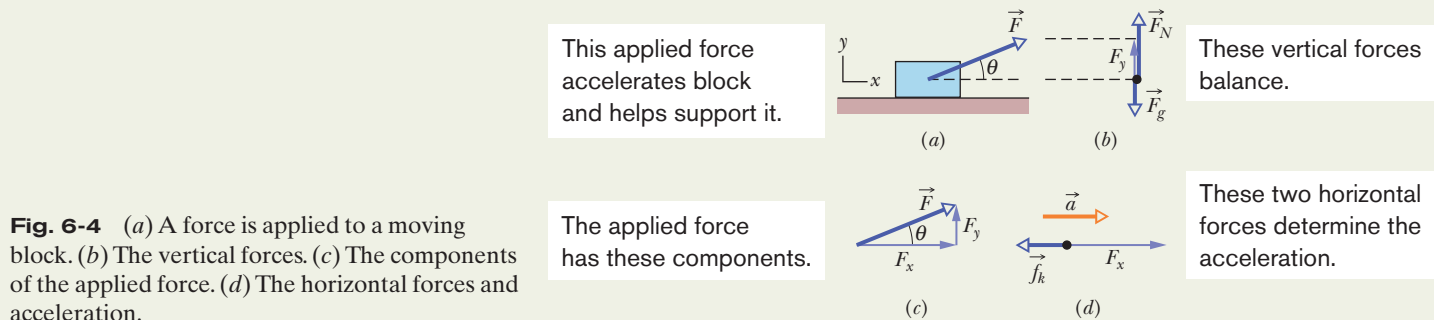 This applied force
accelerates block
and helps support it.
y
x
F
θ
(a)
F_N
F_y
F_g
(b)
These vertical forces
balance.
Fig. 6-4 (a) A force is applied to a moving
block. (b) The vertical forces. (c) The components
of the applied force. (d) The horizontal forces and
acceleration.
The applied force
has these components.
F
θ
F_y
F_x
(c)
a
f_k
F_x
(d)
These two horizontal
forces determine the
acceleration.